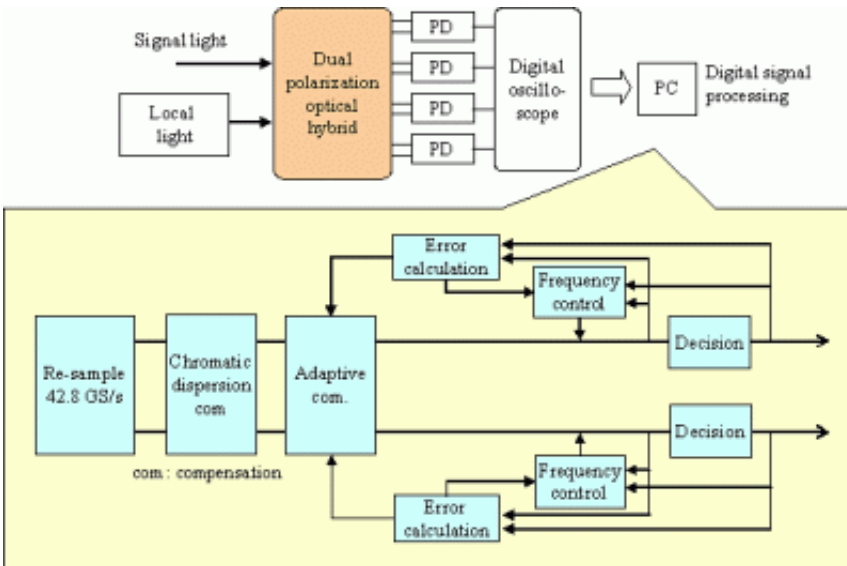 Signal light
Local
light
Dual
polarization
optical
hybrid
PD
PD
PD
PD
Digital
oscillo-
scope
PC
Digital signal
processing
Error
calculation
Frequency
control
Decision
Re-sample
42.8 GS/s
Chromatic
dispersion
com
Adaptive
com.
Decision
com : compensation
Frequency
control
Error
calculation